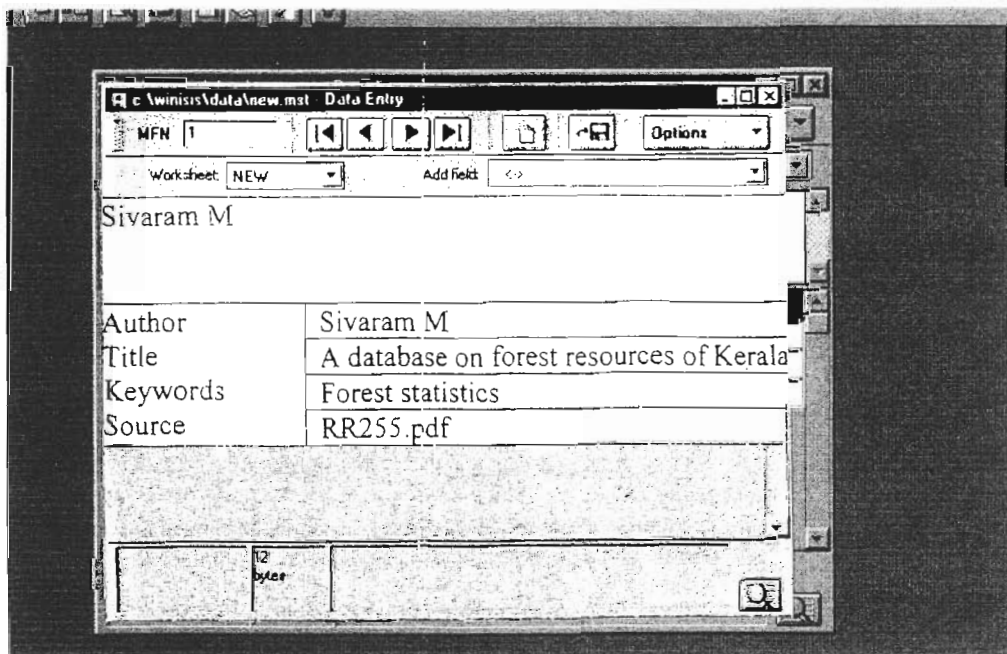 c:\winisis\data\new.mst Data Entry
MFN 1 Options
Worksheet: NEW Add field: <->
Sivaram M
Author Sivaram M
Title A database on forest resources of Kerala
Keywords Forest statistics
Source RR255.pdf
12
bytes